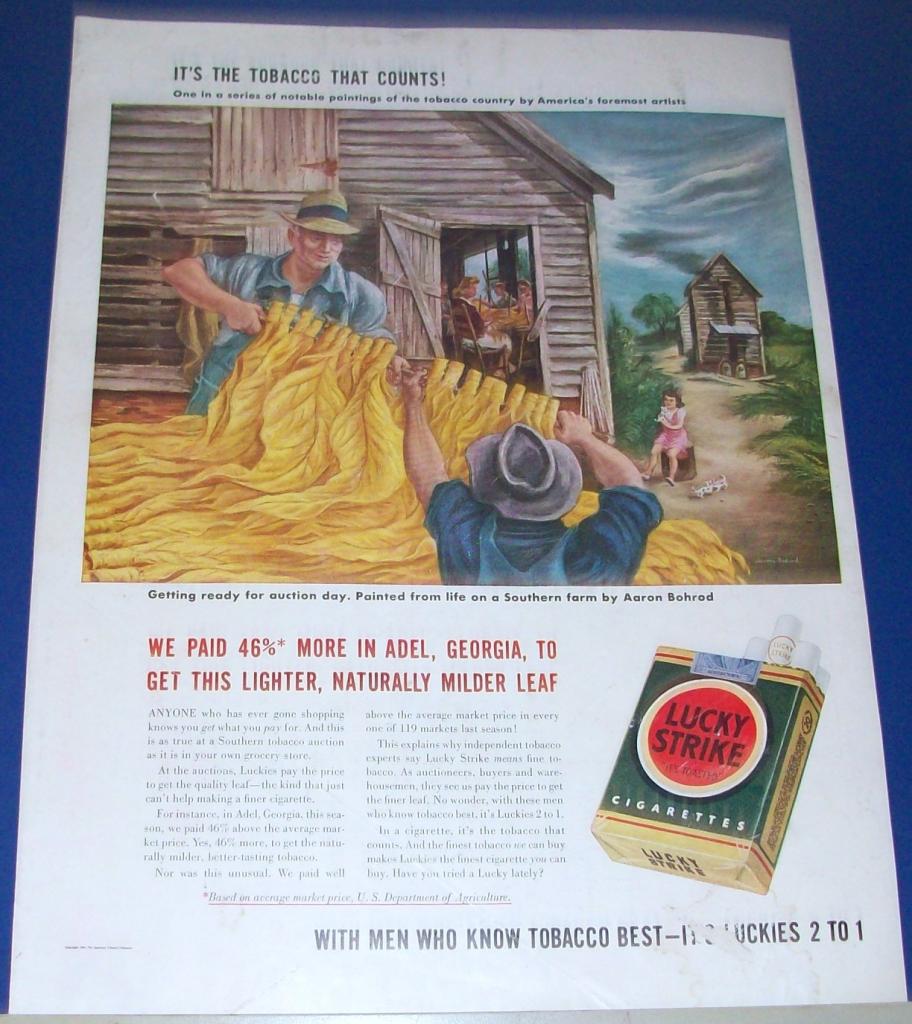 IT'S THE TOBACCO THAT COUNTS!
One in a series of notable paintings of the tobacco country by America's foremost artists
Getting ready for auction day. Painted from life on a Southern farm by Aaron Bohrod
WE PAID 46%* MORE IN ADEL, GEORGIA, TO
GET THIS LIGHTER, NATURALLY MILDER LEAF
ANYONE who has ever gone shopping
knows you get what you pay for. And this
is as true at a Southern tobacco auction
as it is in your own grocery store.
At the auctions, Luckies pay the price
to get the quality leaf—the kind that just
can't help making a finer cigarette.
For instance, in Adel, Georgia, this sea-
son, we paid 46% above the average mar-
ket price. Yes, 46% more, to get the natu-
rally milder, better-tasting tobacco.
Nor was this unusual. We paid well
above the average market price in every
one of 119 markets last season!
This explains why independent tobacco
experts say Lucky Strike means fine to-
bacco. As auctioneers, buyers and ware-
housemen, they see us pay the price to get
the finer leaf. No wonder, with these men
who know tobacco best, it's Luckies 2 to 1.
In a cigarette, it's the tobacco that
counts. And the finest tobacco we can buy
makes Luckies the finest cigarette you can
buy. Have you tried a Lucky lately?
*Based on average market price, U. S. Department of Agriculture.
LUCKY
STRIKE
LUCKY
STRIKE
"IT'S TOASTED"
CIGARETTES
LUCKY
STRIKE
WITH MEN WHO KNOW TOBACCO BEST—IT'S LUCKIES 2 TO 1